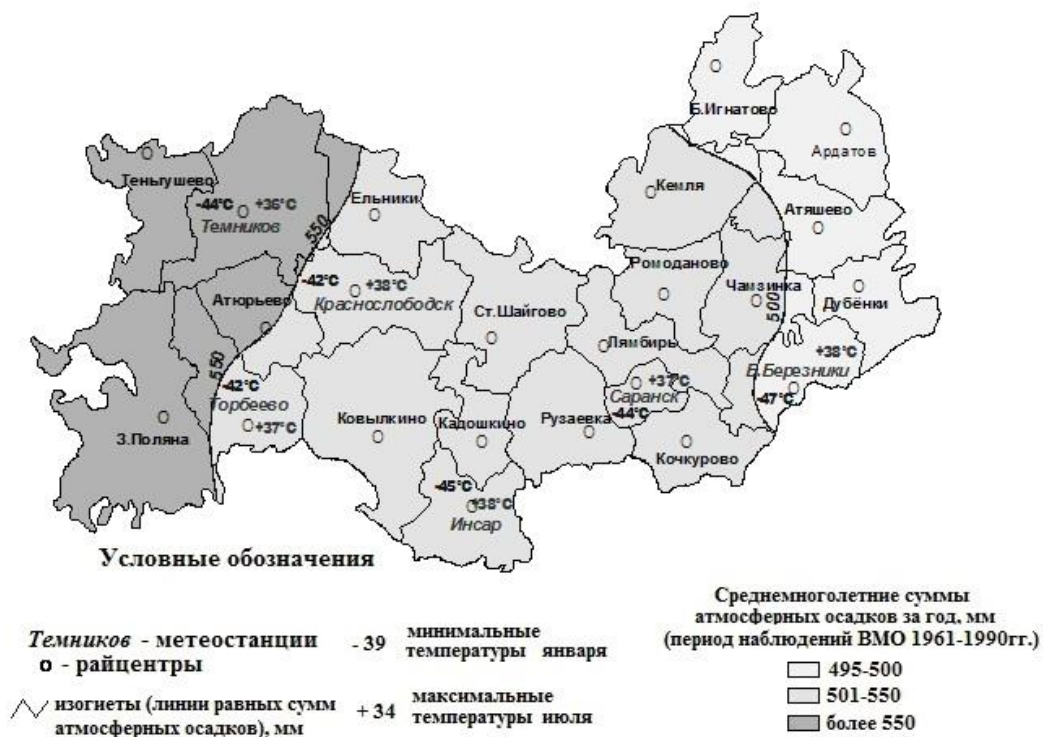 Б.Игнатово
Ардатов
Теньгушево
Кемля
-44°С +36°С
Темников
Ельники
Атяшево
550
-42°С +38°С
Краснослободск
Ромоданово
Чамзинка
Дубёнки
Атюрьево
Ст.Шайгово
500
Лямбирь
550
+38°С
Б.Березники
-47°С
-42°С
Торбеево
+37°С
+37°С
Саранск
-44°С
З.Поляна
Ковылкино
Кадошкино
Рузаевка
Кочкурово
-45°С
+38°С
Инсар
Условные обозначения
Темников - метеостанции
о - райцентры
изогиеты (линии равных сумм
атмосферных осадков), мм
- 39 минимальные
температуры января
+ 34 максимальные
температуры июля
Среднемноголетние суммы
атмосферных осадков за год, мм
(период наблюдений ВМО 1961-1990гг.)
495-500
501-550
более 550